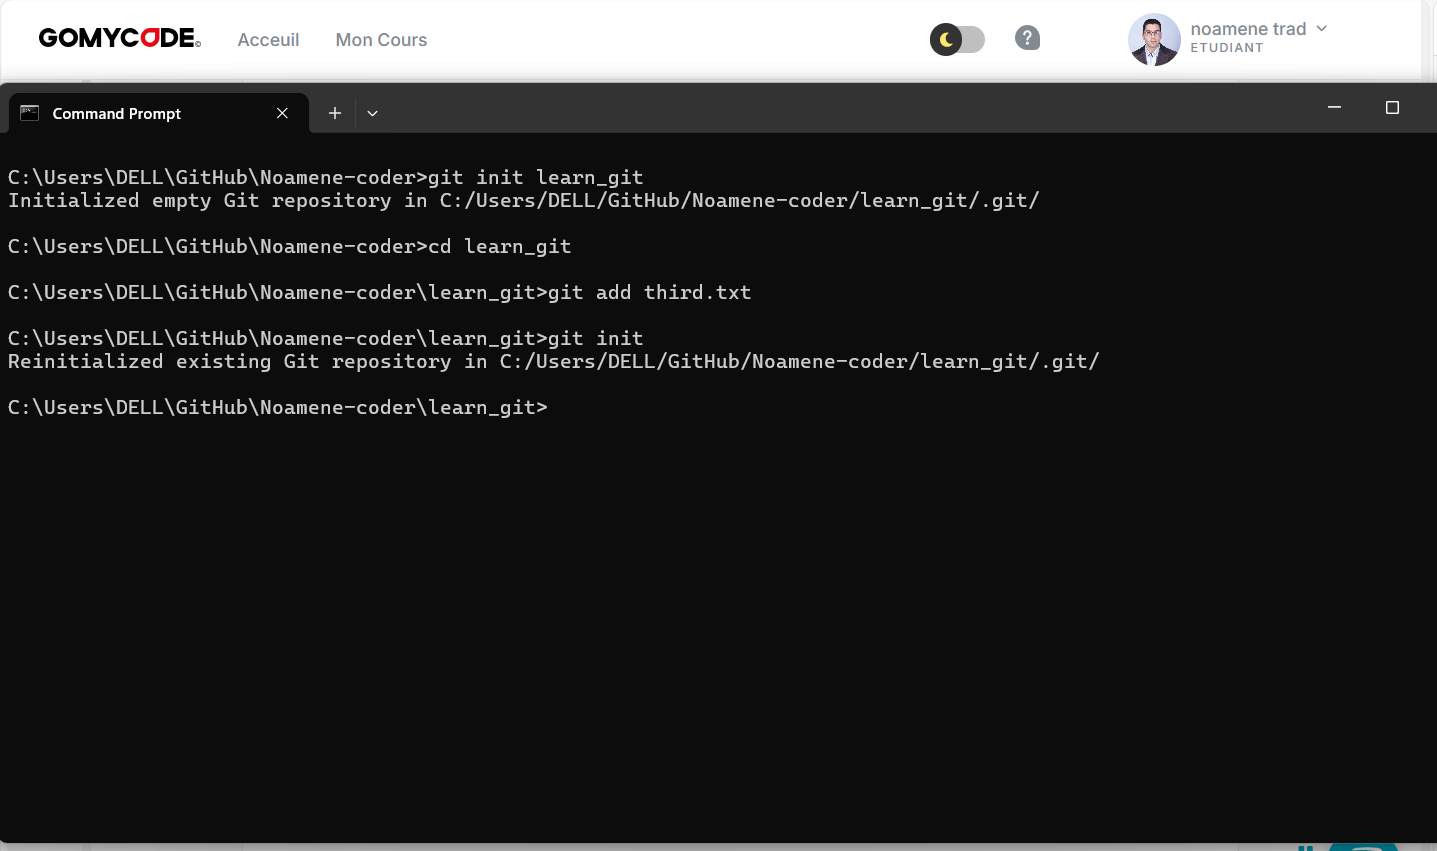 GOMYCODE©
Acceuil
Mon Cours
?
noamene trad
ETUDIANT
Command Prompt
C:\Users\DELL\GitHub\Noamene-coder>git init learn_git
Initialized empty Git repository in C:/Users/DELL/GitHub/Noamene-coder/learn_git/.git/
C:\Users\DELL\GitHub\Noamene-coder>cd learn_git
C:\Users\DELL\GitHub\Noamene-coder\learn_git>git add third.txt
C:\Users\DELL\GitHub\Noamene-coder\learn_git>git init
Reinitialized existing Git repository in C:/Users/DELL/GitHub/Noamene-coder/learn_git/.git/
C:\Users\DELL\GitHub\Noamene-coder\learn_git>